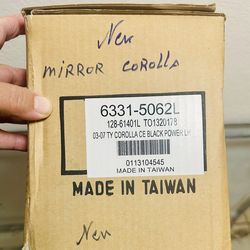 New
MIRROR COROLLA
6331-5062L
128-61401L TO1320178
03-07 TY COROLLA CE BLACK POWER LH
0113104545
MADE IN TAIWAN
MADE IN TAIWAN
New